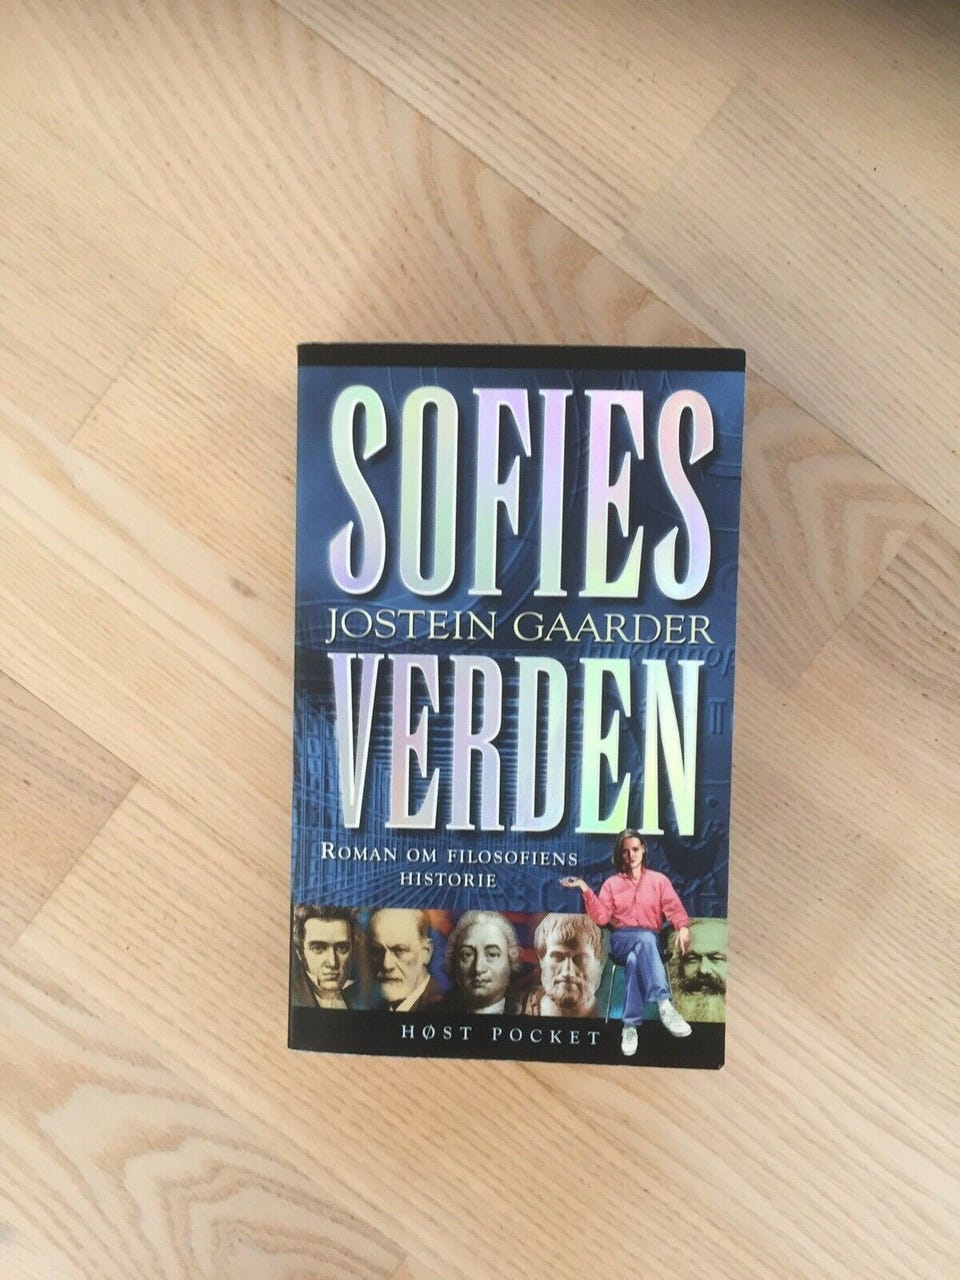 SOFIES
JOSTEIN GAARDER
VERDEN
ROMAN OM FILOSOFIENS
HISTORIE
HØST POCKET